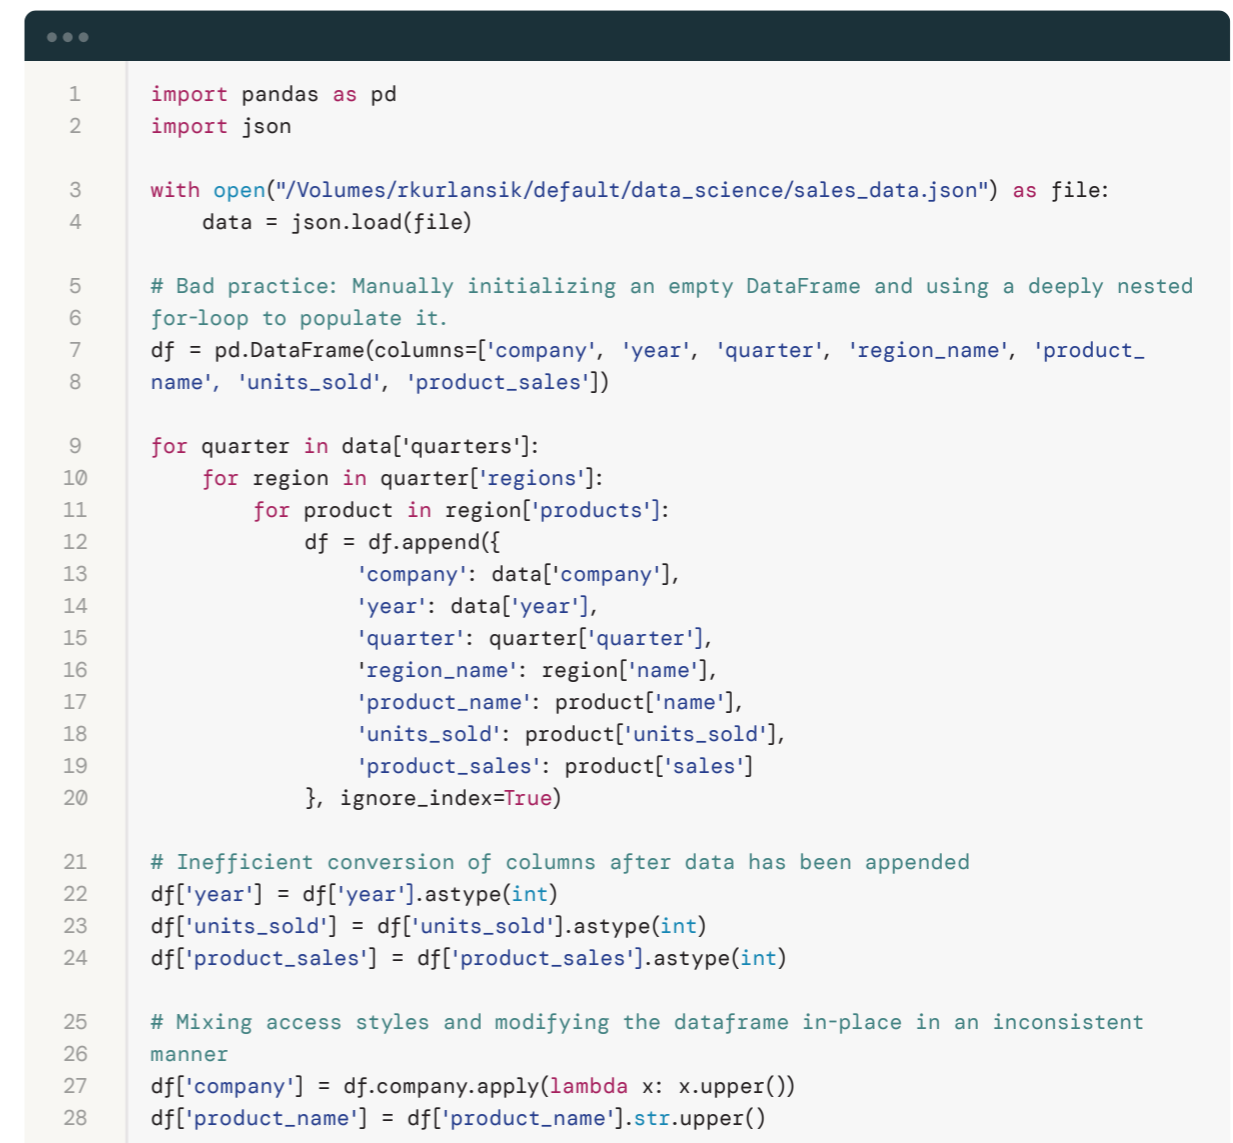 1 import pandas as pd
2 import json
3 with open("/Volumes/rkurlansik/default/data_science/sales_data.json") as file:
4     data = json.load(file)
5 # Bad practice: Manually initializing an empty DataFrame and using a deeply nested
6 for-loop to populate it.
7 df = pd.DataFrame(columns=['company', 'year', 'quarter', 'region_name', 'product_
8 name', 'units_sold', 'product_sales'])
9 for quarter in data['quarters']:
10     for region in quarter['regions']:
11         for product in region['products']:
12             df = df.append({
13                 'company': data['company'],
14                 'year': data['year'],
15                 'quarter': quarter['quarter'],
16                 'region_name': region['name'],
17                 'product_name': product['name'],
18                 'units_sold': product['units_sold'],
19                 'product_sales': product['sales']
20             }, ignore_index=True)
21 # Inefficient conversion of columns after data has been appended
22 df['year'] = df['year'].astype(int)
23 df['units_sold'] = df['units_sold'].astype(int)
24 df['product_sales'] = df['product_sales'].astype(int)
25 # Mixing access styles and modifying the dataframe in-place in an inconsistent
26 manner
27 df['company'] = df.company.apply(lambda x: x.upper())
28 df['product_name'] = df['product_name'].str.upper()